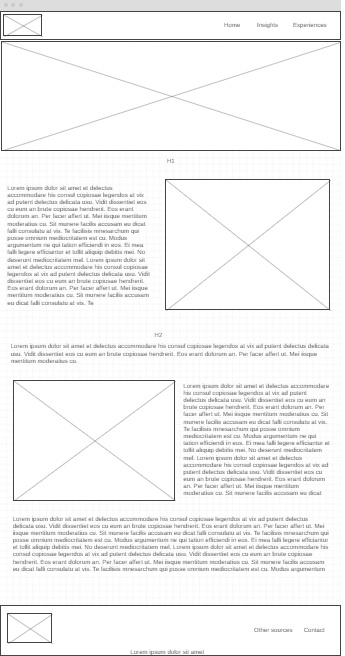 Home Insights Experiences
H1
Lorem ipsum dolor sit amet et delectus
accommodare his consul copiosae legendos at vix
ad putent delectus delicata usu. Vidit dissentiet eos
cu eum an brute copiosae hendrerit. Eos erant
dolorum an. Per facer affert ut. Mei iisque mentitum
moderatius cu. Sit munere facilis accusam eu dicat
falli consulatu at vis. Te facilisis mnesarchum qui
posse omnium mediocritatem est cu. Modus
argumentum ne qui tation efficiendi in eos. Ei mea
falli legere efficiantur et tollit aliquip debitis mei. No
deserunt mediocritatem mel. Lorem ipsum dolor sit
amet et delectus accommodare his consul copiosae
legendos at vix ad putent delectus delicata usu. Vidit
dissentiet eos cu eum an brute copiosae hendrerit.
Eos erant dolorum an. Per facer affert ut. Mei iisque
mentitum moderatius cu. Sit munere facilis accusam
eu dicat falli consulatu at vis. Te
H2
Lorem ipsum dolor sit amet et delectus accommodare his consul copiosae legendos at vix ad putent delectus delicata
usu. Vidit dissentiet eos cu eum an brute copiosae hendrerit. Eos erant dolorum an. Per facer affert ut. Mei iisque
mentitum moderatius cu.
Lorem ipsum dolor sit amet et delectus accommodare
his consul copiosae legendos at vix ad putent
delectus delicata usu. Vidit dissentiet eos cu eum an
brute copiosae hendrerit. Eos erant dolorum an. Per
facer affert ut. Mei iisque mentitum moderatius cu. Sit
munere facilis accusam eu dicat falli consulatu at vis.
Te facilisis mnesarchum qui posse omnium
mediocritatem est cu. Modus argumentum ne qui
tation efficiendi in eos. Ei mea falli legere efficiantur et
tollit aliquip debitis mei. No deserunt mediocritatem
mel. Lorem ipsum dolor sit amet et delectus
accommodare his consul copiosae legendos at vix ad
putent delectus delicata usu. Vidit dissentiet eos cu
eum an brute copiosae hendrerit. Eos erant dolorum
an. Per facer affert ut. Mei iisque mentitum
moderatius cu. Sit munere facilis accusam eu dicat
Lorem ipsum dolor sit amet et delectus accommodare his consul copiosae legendos at vix ad putent delectus
delicata usu. Vidit dissentiet eos cu eum an brute copiosae hendrerit. Eos erant dolorum an. Per facer affert ut. Mei
iisque mentitum moderatius cu. Sit munere facilis accusam eu dicat falli consulatu at vis. Te facilisis mnesarchum qui
posse omnium mediocritatem est cu. Modus argumentum ne qui tation efficiendi in eos. Ei mea falli legere efficiantur
et tollit aliquip debitis mei. No deserunt mediocritatem mel. Lorem ipsum dolor sit amet et delectus accommodare his
consul copiosae legendos at vix ad putent delectus delicata usu. Vidit dissentiet eos cu eum an brute copiosae
hendrerit. Eos erant dolorum an. Per facer affert ut. Mei iisque mentitum moderatius cu. Sit munere facilis accusam
eu dicat falli consulatu at vis. Te facilisis mnesarchum qui posse omnium mediocritatem est cu. Modus argumentum
Other sources Contact
Lorem ipsum dolor sit amet